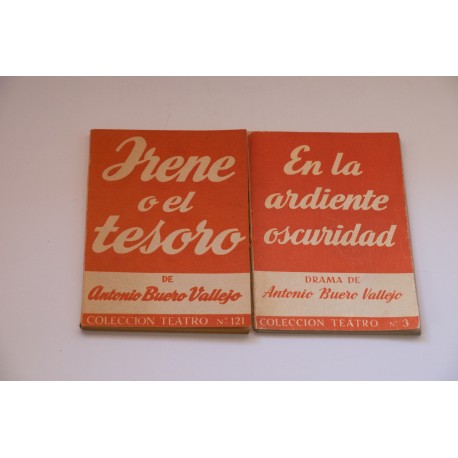 Irene
o el
tesoro
DE
Antonio Buero Vallejo
COLECCION TEATRO Nº 121
En la
ardiente
oscuridad
DRAMA DE
Antonio Buero Vallejo
COLECCION TEATRO Nº 3